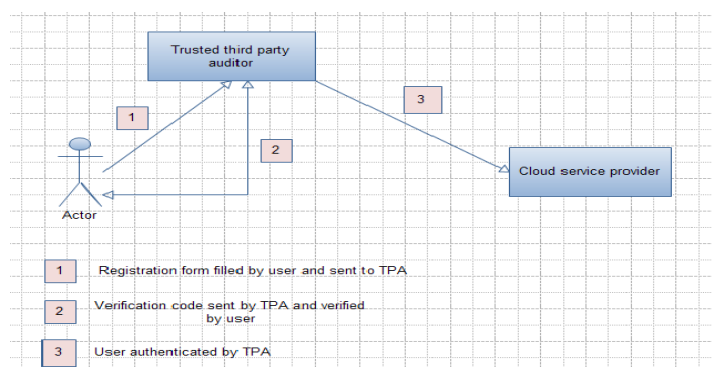 Trusted third party
auditor
1
3
2
Cloud service provider
Actor
1 Registration form filled by user and sent to TPA
2 Verification code sent by TPA and verified
by user
3 User authenticated by TPA